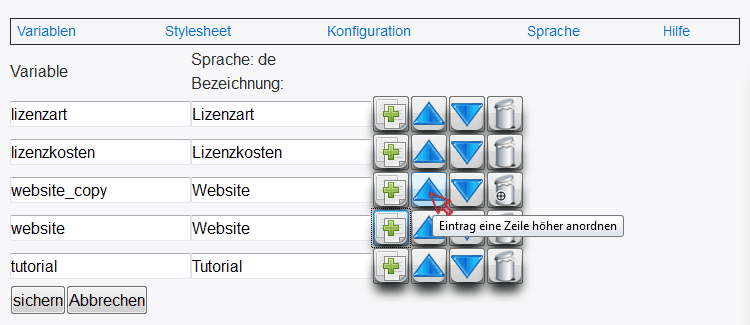 Variablen Stylesheet Konfiguration Sprache Hilfe
Variable Sprache: de
Bezeichnung:
lizenzart Lizenzart
lizenzkosten Lizenzkosten
website_copy Website
website Website
Eintrag eine Zeile höher anordnen
tutorial Tutorial
sichern Abbrechen